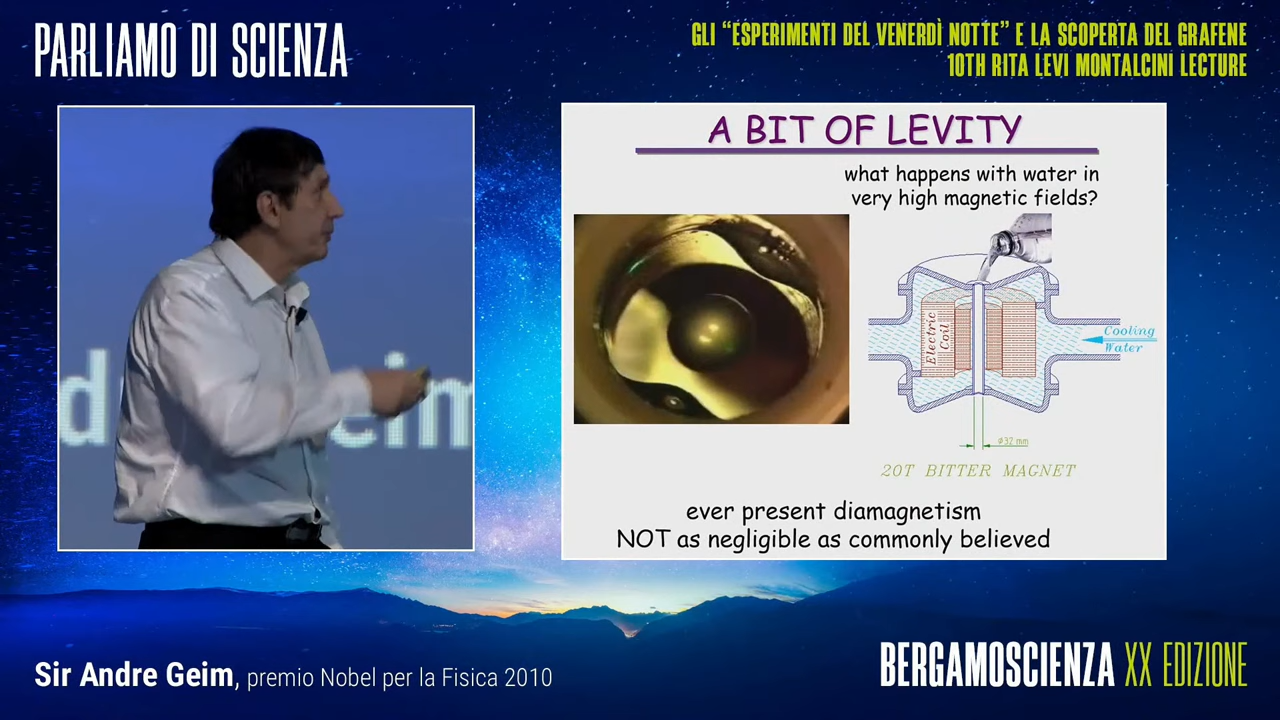 PARLIAMO DI SCIENZA
GLI “ESPERIMENTI DEL VENERDÌ NOTTE” E LA SCOPERTA DEL GRAFENE
10TH RITA LEVI MONTALCINI LECTURE
A BIT OF LEVITY
what happens with water in
very high magnetic fields?
Electric
Coil
Cooling
Water
ø32 mm
20T BITTER MAGNET
ever present diamagnetism
NOT as negligible as commonly believed
Sir Andre Geim, premio Nobel per la Fisica 2010
BERGAMOSCIENZA XX EDIZIONE